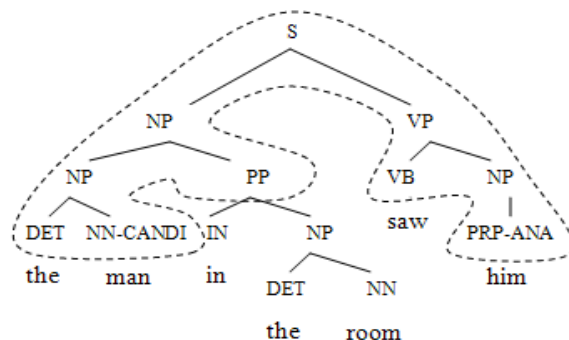 S
NP VP
NP PP VB NP
saw
DET NN-CANDI IN NP PRP-ANA
the man in him
DET NN
the room